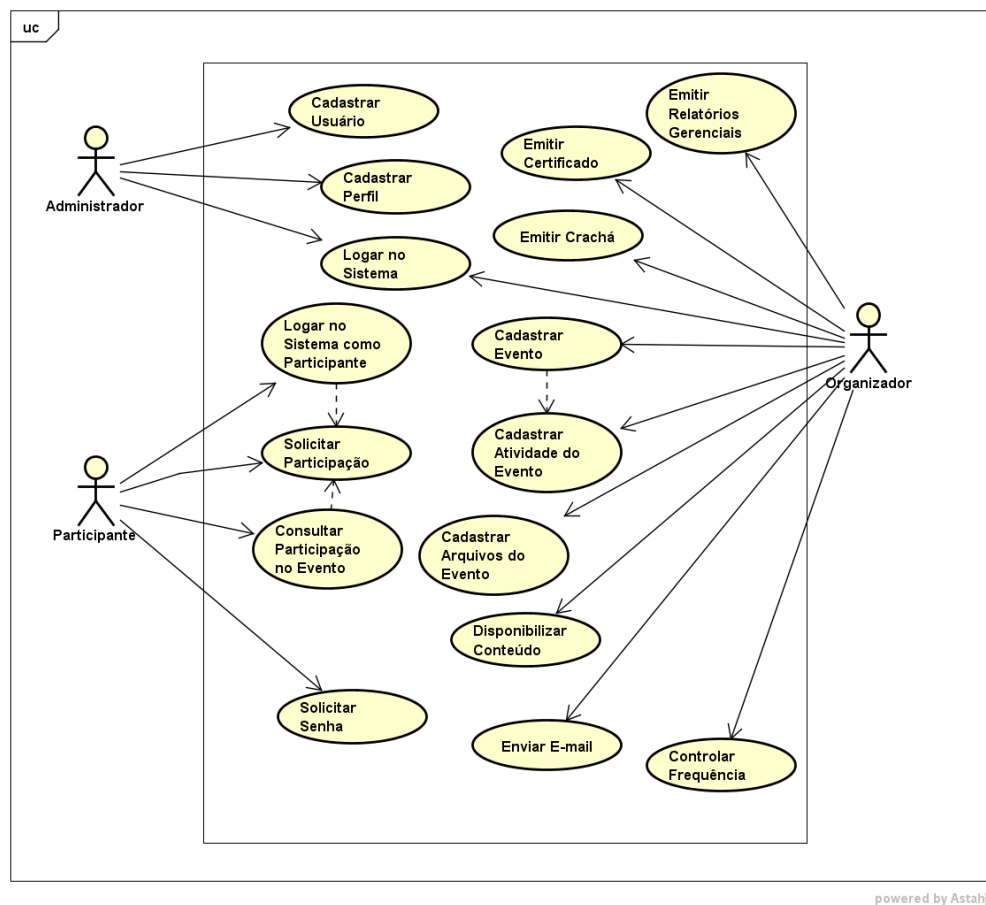 uc
Cadastrar
Usuário
Emitir
Relatórios
Gerenciais
Emitir
Certificado
Administrador
Cadastrar
Perfil
Emitir Crachá
Logar no
Sistema
Logar no
Sistema como
Participante
Cadastrar
Evento
Organizador
Solicitar
Participação
Cadastrar
Atividade do
Evento
Participante
Consultar
Participação
no Evento
Cadastrar
Arquivos do
Evento
Disponibilizar
Conteúdo
Solicitar
Senha
Enviar E-mail
Controlar
Frequência
powered by Astah